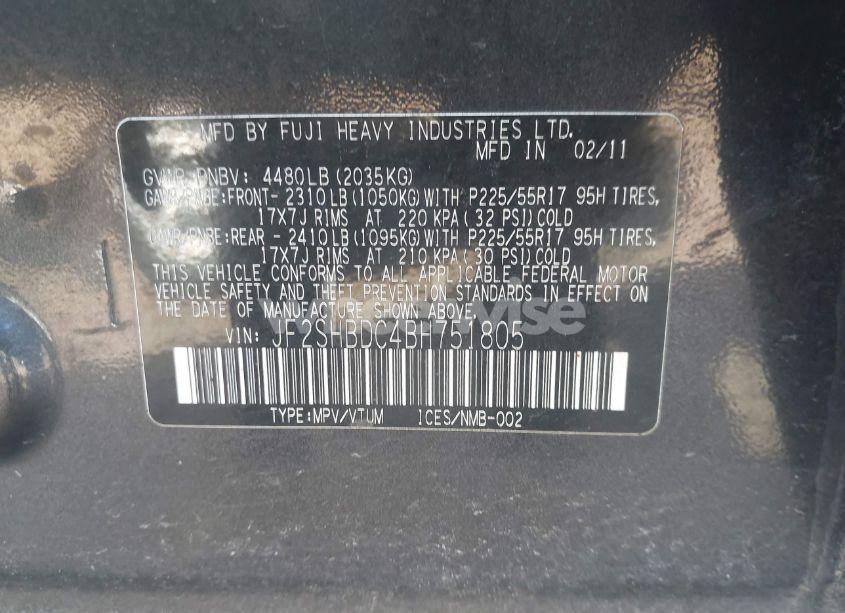 MFD BY FUJI HEAVY INDUSTRIES LTD.
MFD IN 02/11
GVWR/PNBV: 4480LB (2035KG)
GAWR/PNBE:FRONT- 2310LB(1050KG)WITH P225/55R17 95H TIRES,
17X7J RIMS AT 220 KPA( 32 PSI)COLD
GAWR/PNBE:REAR - 2410LB(1095KG)WITH P225/55R17 95H TIRES,
17X7J RIMS AT 210 KPA( 30 PSI)COLD
THIS VEHICLE CONFORMS TO ALL APPLICABLE FEDERAL MOTOR
VEHICLE SAFETY AND THEFT PREVENTION STANDARDS IN EFFECT ON
THE DATE OF MANUFACTURE SHOWN ABOVE.
VIN: JF2SHBDC4BH751805
TYPE:MPV/VTUM ICES/NMB-002